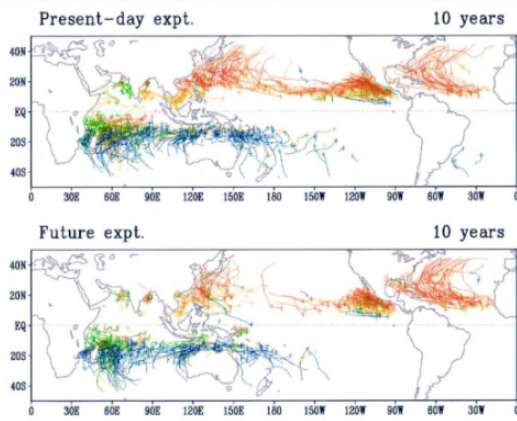 Present-day expt. 10 years
40N
20N
EQ
20S
40S
0 30E 60E 90E 120E 150E 180 150W 120W 90W 60W 30W 0
Future expt. 10 years
40N
20N
EQ
20S
40S
0 30E 60E 90E 120E 150E 180 150W 120W 90W 60W 30W 0